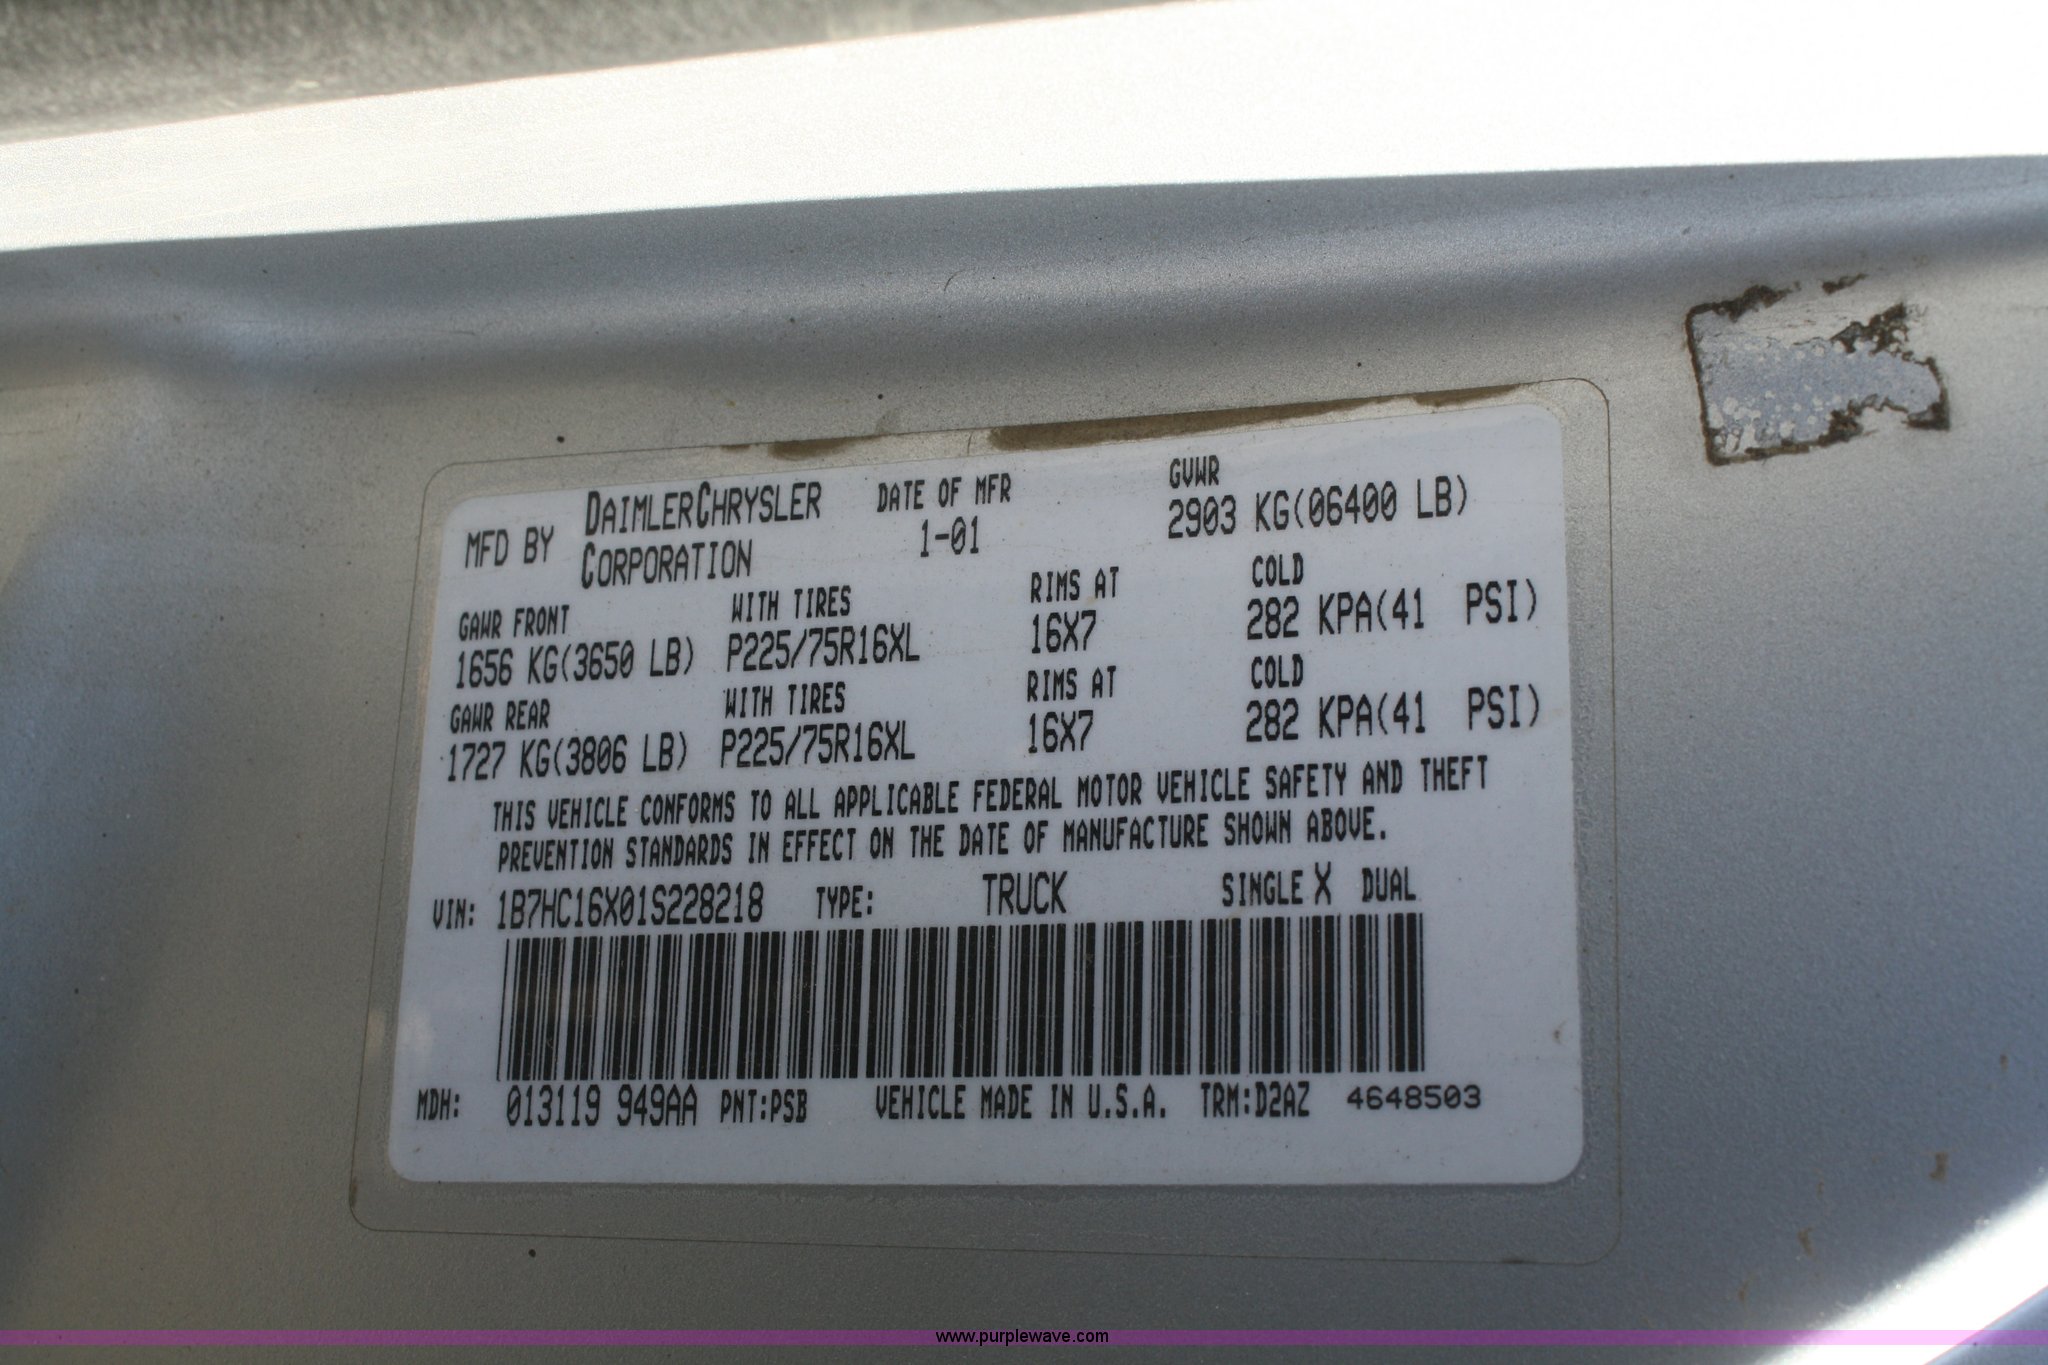 MFD BY DAIMLERCHRYSLER CORPORATION
DATE OF MFR
1-01
GVWR
2903 KG(06400 LB)
GAWR FRONT WITH TIRES RIMS AT COLD
1656 KG(3650 LB) P225/75R16XL 16X7 282 KPA(41 PSI)
GAWR REAR WITH TIRES RIMS AT COLD
1727 KG(3806 LB) P225/75R16XL 16X7 282 KPA(41 PSI)
THIS VEHICLE CONFORMS TO ALL APPLICABLE FEDERAL MOTOR VEHICLE SAFETY AND THEFT
PREVENTION STANDARDS IN EFFECT ON THE DATE OF MANUFACTURE SHOWN ABOVE.
VIN: 1B7HC16X01S228218 TYPE: TRUCK SINGLE X DUAL
MDH: 013119 949AA PNT:PSB VEHICLE MADE IN U.S.A. TRM:D2AZ 4648503
www.purplewave.com